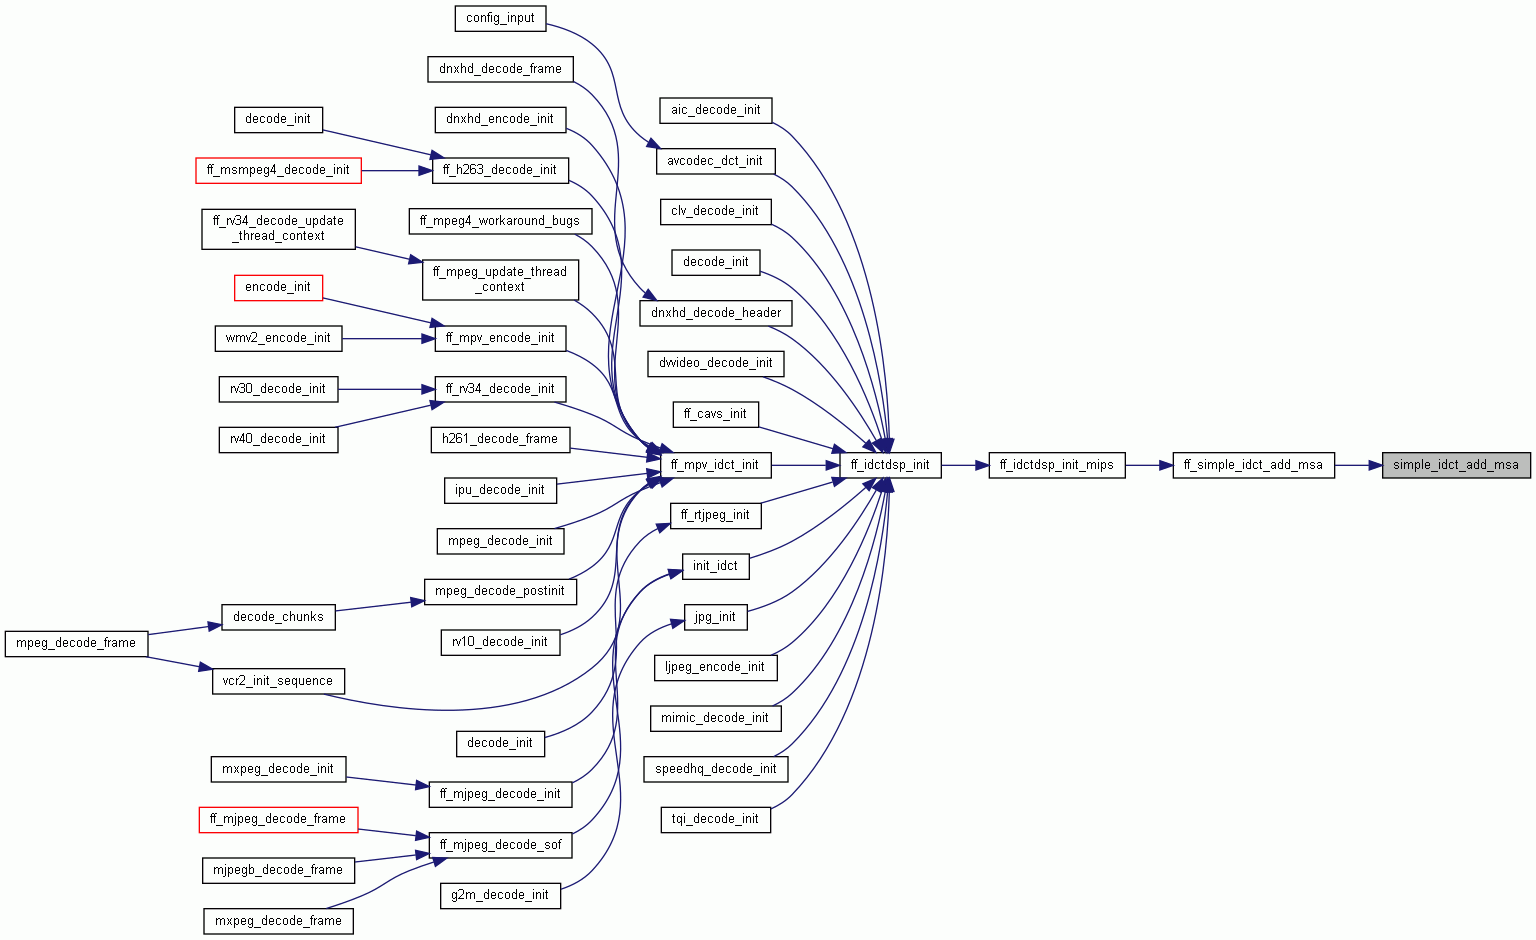 config_input
dnxhd_decode_frame
aic_decode_init
decode_init
dnxhd_encode_init
avcodec_dct_init
ff_msmpeg4_decode_init
ff_h263_decode_init
clv_decode_init
ff_rv34_decode_update
_thread_context
ff_mpeg4_workaround_bugs
decode_init
ff_mpeg_update_thread
_context
encode_init
dnxhd_decode_header
wmv2_encode_init
ff_mpv_encode_init
dvvideo_decode_init
rv30_decode_init
ff_rv34_decode_init
ff_cavs_init
rv40_decode_init
h261_decode_frame
ff_mpv_idct_init
ff_idctdsp_init
ff_idctdsp_init_mips
ff_simple_idct_add_msa
simple_idct_add_msa
ipu_decode_init
ff_rtjpeg_init
mpeg_decode_init
init_idct
mpeg_decode_postinit
decode_chunks
jpg_init
mpeg_decode_frame
rv10_decode_init
ljpeg_encode_init
vcr2_init_sequence
mimic_decode_init
decode_init
mxpeg_decode_init
speedhq_decode_init
ff_mjpeg_decode_init
ff_mjpeg_decode_frame
tqi_decode_init
ff_mjpeg_decode_sof
mjpegb_decode_frame
g2m_decode_init
mxpeg_decode_frame